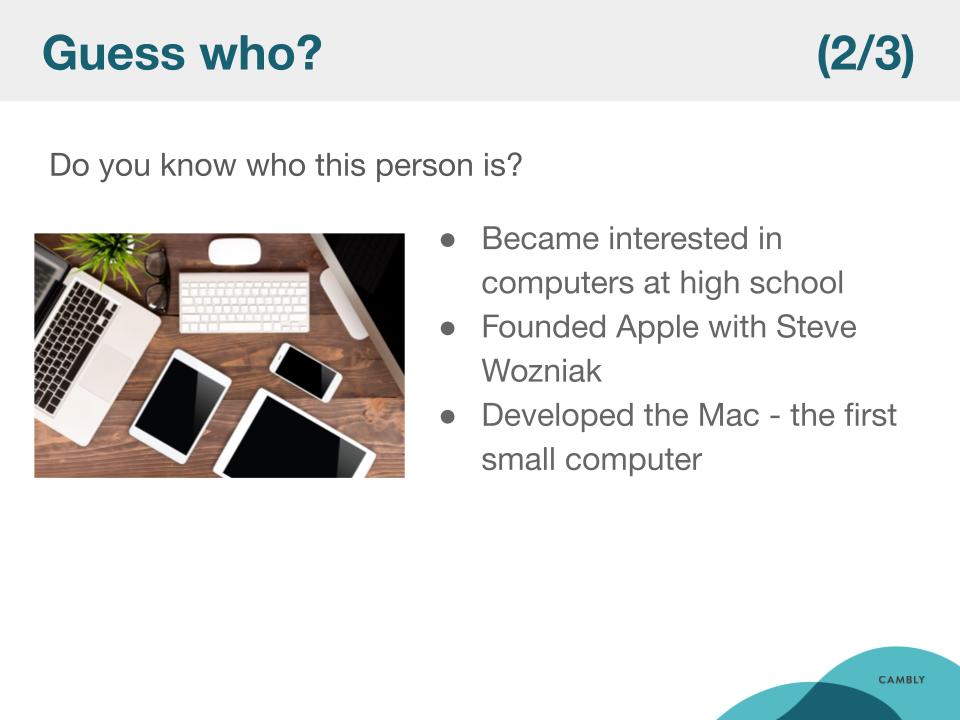 Guess who? (2/3)
Do you know who this person is?
● Became interested in
computers at high school
● Founded Apple with Steve
Wozniak
● Developed the Mac - the first
small computer
CAMBLY